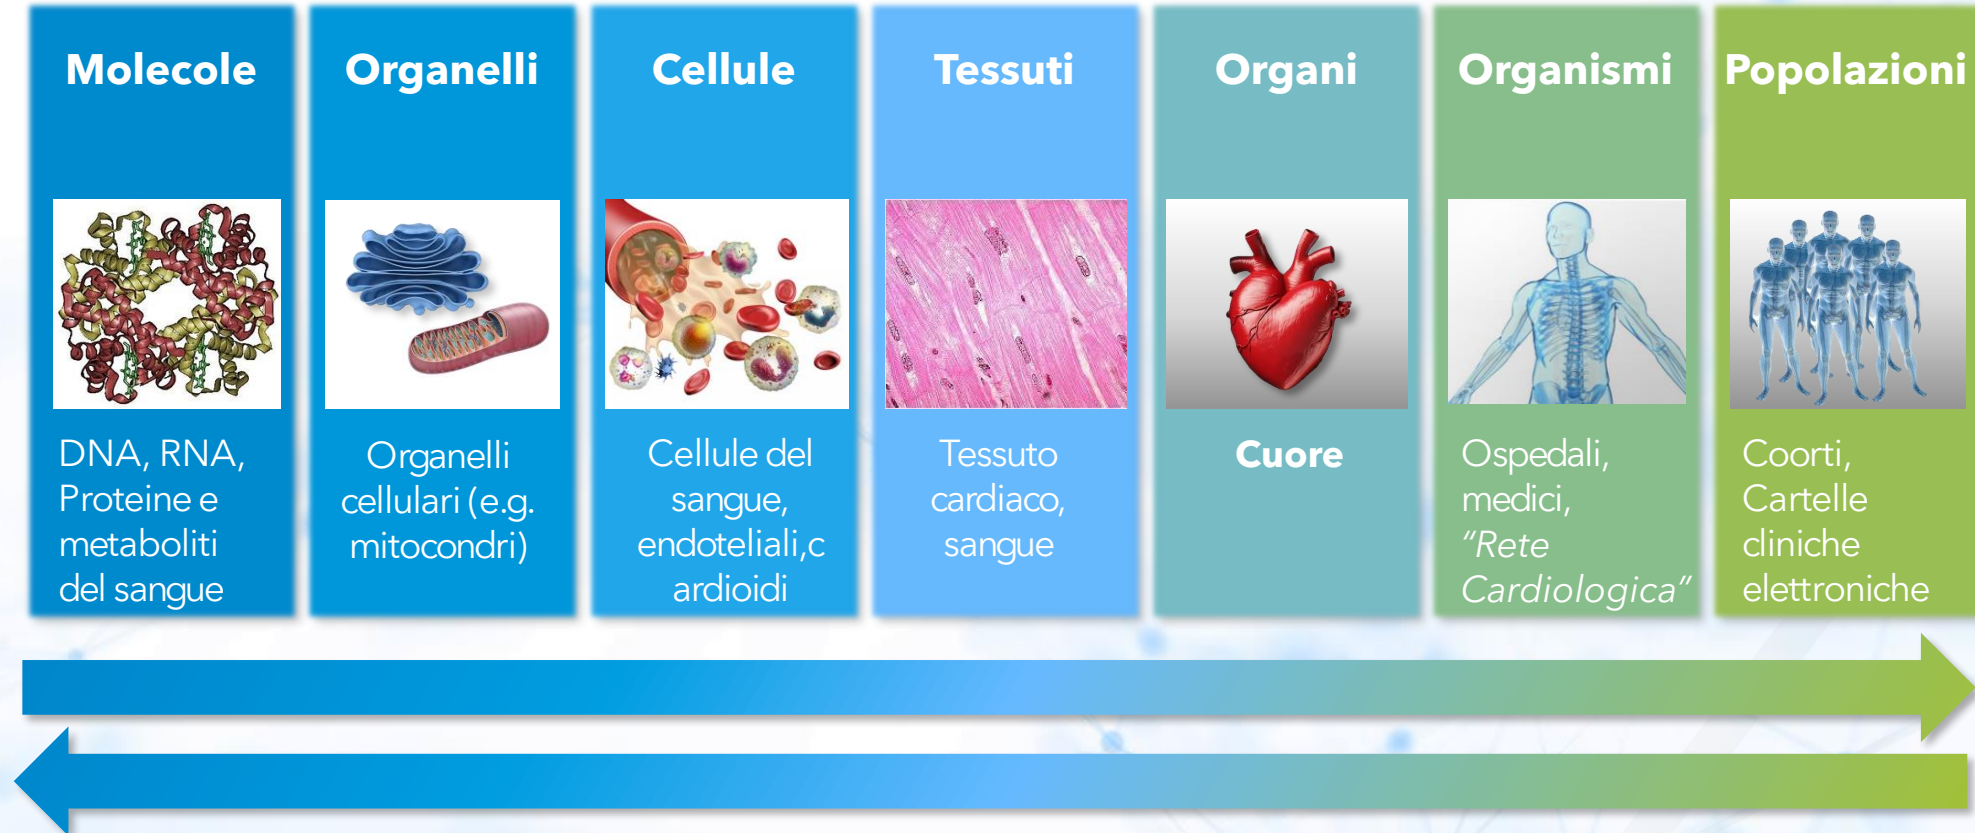 Molecole
Organelli
Cellule
Tessuti
Organi
Organismi
Popolazioni
DNA, RNA,
Proteine e
metaboliti
del sangue
Organelli
cellulari (e.g.
mitocondri)
Cellule del
sangue,
endoteliali,c
ardioidi
Tessuto
cardiaco,
sangue
Cuore
Ospedali,
medici,
“Rete
Cardiologica”
Coorti,
Cartelle
cliniche
elettroniche